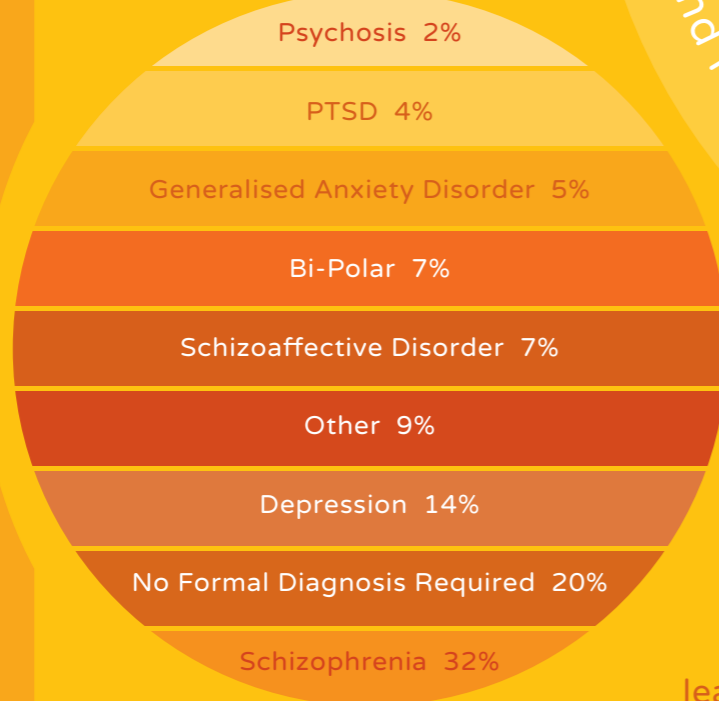 Psychosis 2%
PTSD 4%
Generalised Anxiety Disorder 5%
Bi-Polar 7%
Schizoaffective Disorder 7%
Other 9%
Depression 14%
No Formal Diagnosis Required 20%
Schizophrenia 32%